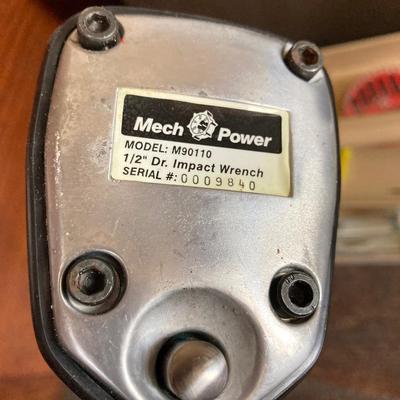 Mech Power
MODEL: M90110
1/2" Dr. Impact Wrench
SERIAL #: 0009840